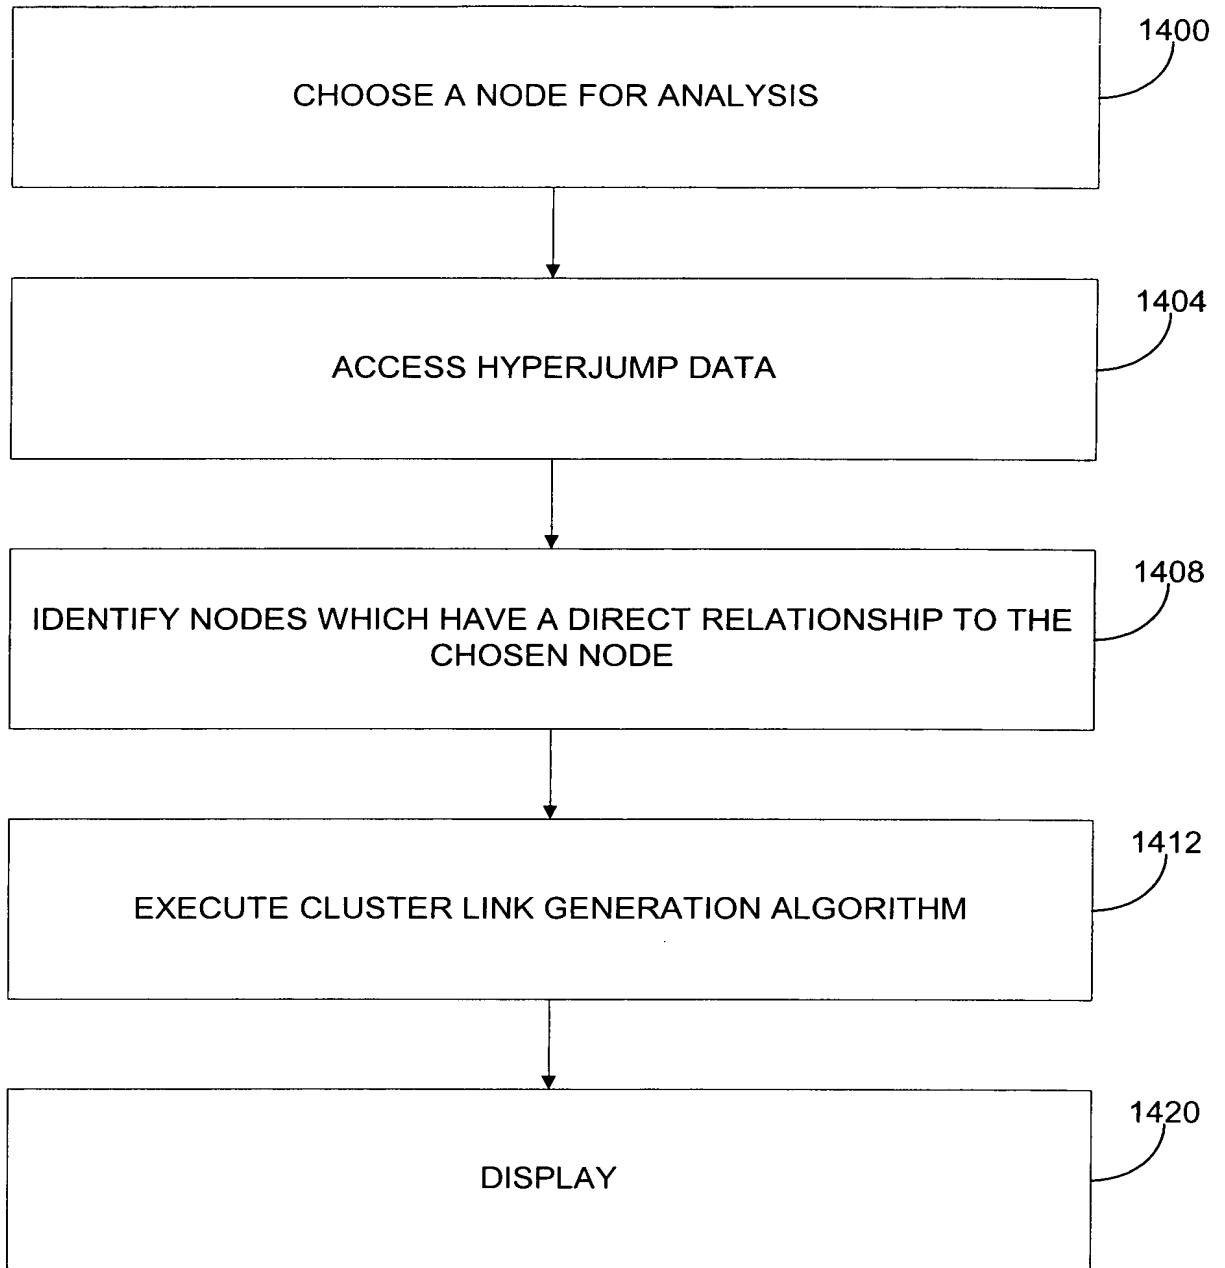 1400
CHOOSE A NODE FOR ANALYSIS
1404
ACCESS HYPERJUMP DATA
1408
IDENTIFY NODES WHICH HAVE A DIRECT RELATIONSHIP TO THE
CHOSEN NODE
1412
EXECUTE CLUSTER LINK GENERATION ALGORITHM
1420
DISPLAY